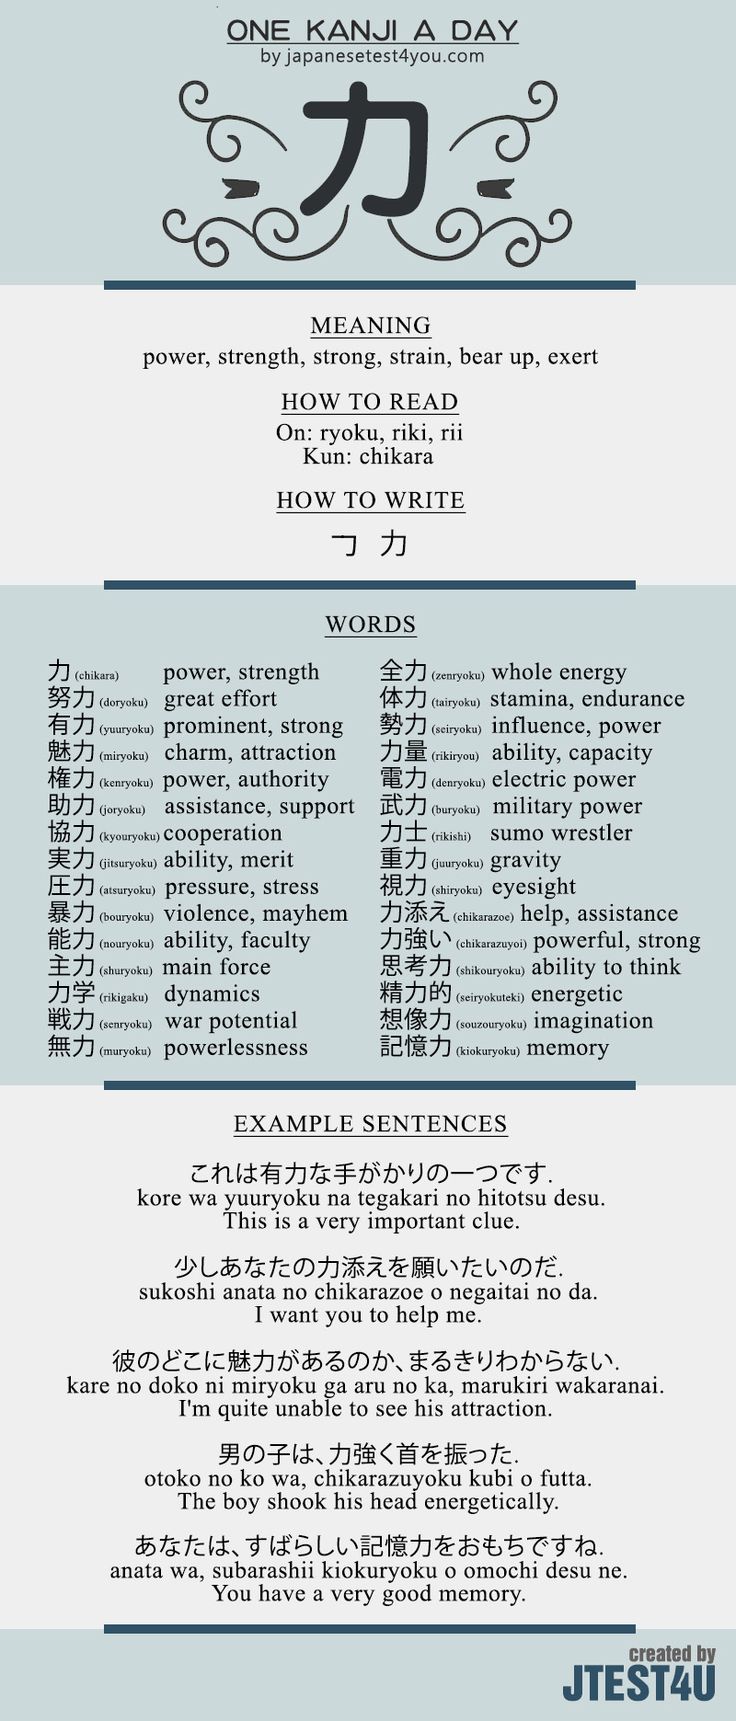 ONE KANJI A DAY
by japanesetest4you.com
力
MEANING
power, strength, strong, strain, bear up, exert
HOW TO READ
On: ryoku, riki, rii
Kun: chikara
HOW TO WRITE
㇆ 力
WORDS
力 (chikara) power, strength
努力 (doryoku) great effort
有力 (yuuryoku) prominent, strong
魅力 (miryoku) charm, attraction
権力 (kenryoku) power, authority
助力 (joryoku) assistance, support
協力 (kyouryoku) cooperation
実力 (jitsuryoku) ability, merit
圧力 (atsuryoku) pressure, stress
暴力 (bouryoku) violence, mayhem
能力 (nouryoku) ability, faculty
主力 (shuryoku) main force
力学 (rikigaku) dynamics
戦力 (senryoku) war potential
無力 (muryoku) powerlessness
全力 (zenryoku) whole energy
体力 (tairyoku) stamina, endurance
勢力 (seiryoku) influence, power
力量 (rikiryou) ability, capacity
電力 (denryoku) electric power
武力 (buryoku) military power
力士 (rikishi) sumo wrestler
重力 (juuryoku) gravity
視力 (shiryoku) eyesight
力添え (chikarazoe) help, assistance
力強い (chikarazuyoi) powerful, strong
思考力 (shikouryoku) ability to think
精力的 (seiryokuteki) energetic
想像力 (souzouryoku) imagination
記憶力 (kiokuryoku) memory
EXAMPLE SENTENCES
これは有力な手がかりの一つです.
kore wa yuuryoku na tegakari no hitotsu desu.
This is a very important clue.
少しあなたの力添えを願いたいのだ.
sukoshi anata no chikarazoe o negaitai no da.
I want you to help me.
彼のどこに魅力があるのか、まるきりわからない.
kare no doko ni miryoku ga aru no ka, marukiri wakaranai.
I'm quite unable to see his attraction.
男の子は、力強く首を振った.
otoko no ko wa, chikarazuyoku kubi o futta.
The boy shook his head energetically.
あなたは、すばらしい記憶力をおもちですね.
anata wa, subarashii kiokuryoku o omochi desu ne.
You have a very good memory.
created by
JTEST4U